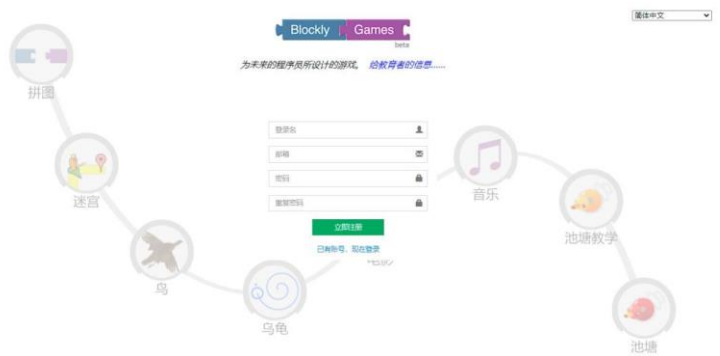 简体中文
Blockly Games
beta
为未来的程序员所设计的游戏。 给教育者的信息......
拼图
登录名
邮箱
密码
重复密码
立即注册
已有账号，现在登录
迷宫
鸟
乌龟
电影
音乐
池塘教学
池塘